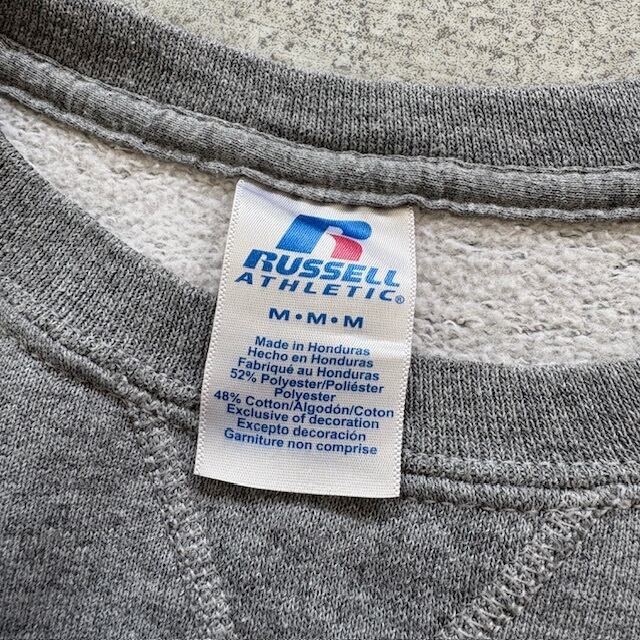 RUSSELL
ATHLETIC®
M•M•M
Made in Honduras
Hecho en Honduras
Fabriqué au Honduras
52% Polyester/Poliéster
Polyester
48% Cotton/Algodón/Coton
Exclusive of decoration
Excepto decoración
Garniture non comprise